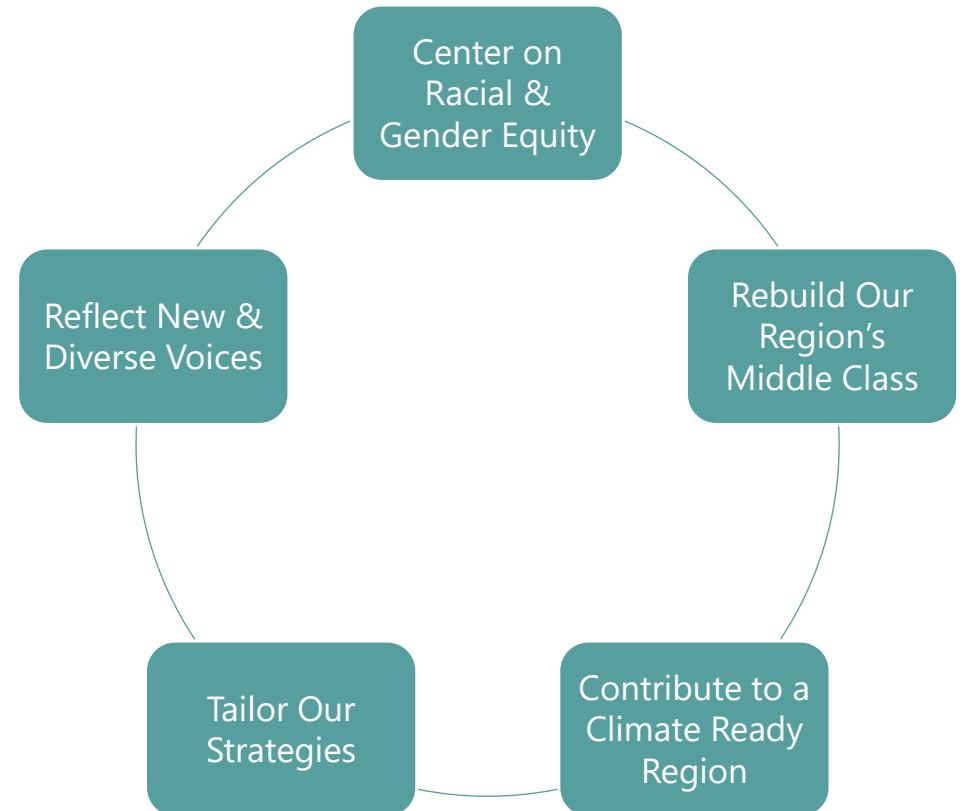 Center on
Racial &
Gender Equity
Rebuild Our
Region’s
Middle Class
Contribute to a
Climate Ready
Region
Tailor Our
Strategies
Reflect New &
Diverse Voices